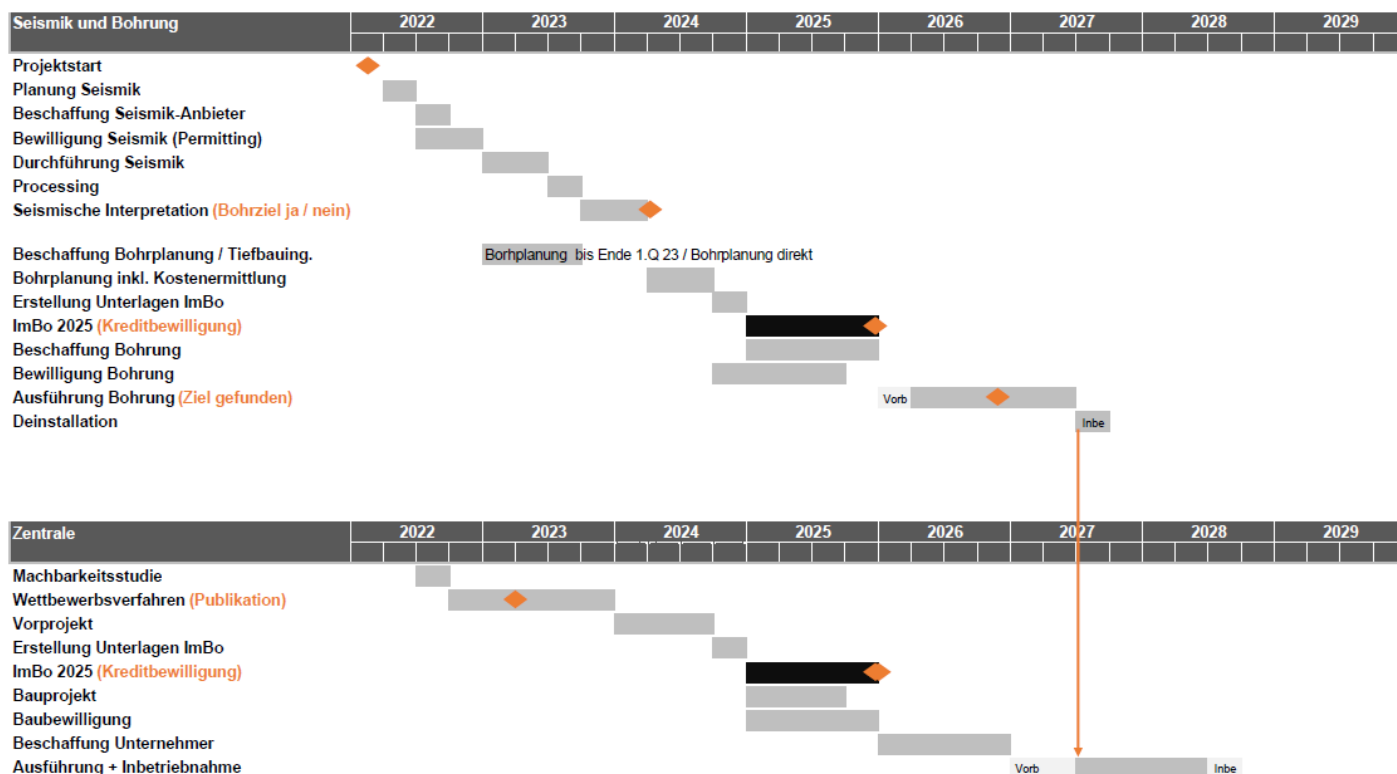 Seismik und Bohrung 2022 2023 2024 2025 2026 2027 2028 2029
Projektstart
Planung Seismik
Beschaffung Seismik-Anbieter
Bewilligung Seismik (Permitting)
Durchführung Seismik
Processing
Seismische Interpretation (Bohrziel ja / nein)
Beschaffung Bohrplanung / Tiefbauing. Borhplanung bis Ende 1.Q 23 / Bohrplanung direkt
Bohrplanung inkl. Kostenermittlung
Erstellung Unterlagen ImBo
ImBo 2025 (Kreditbewilligung)
Beschaffung Bohrung
Bewilligung Bohrung
Ausführung Bohrung (Ziel gefunden) Vorb
Deinstallation Inbe
Zentrale 2022 2023 2024 2025 2026 2027 2028 2029
Machbarkeitsstudie
Wettbewerbsverfahren (Publikation)
Vorprojekt
Erstellung Unterlagen ImBo
ImBo 2025 (Kreditbewilligung)
Bauprojekt
Baubewilligung
Beschaffung Unternehmer
Ausführung + Inbetriebnahme Vorb Inbe